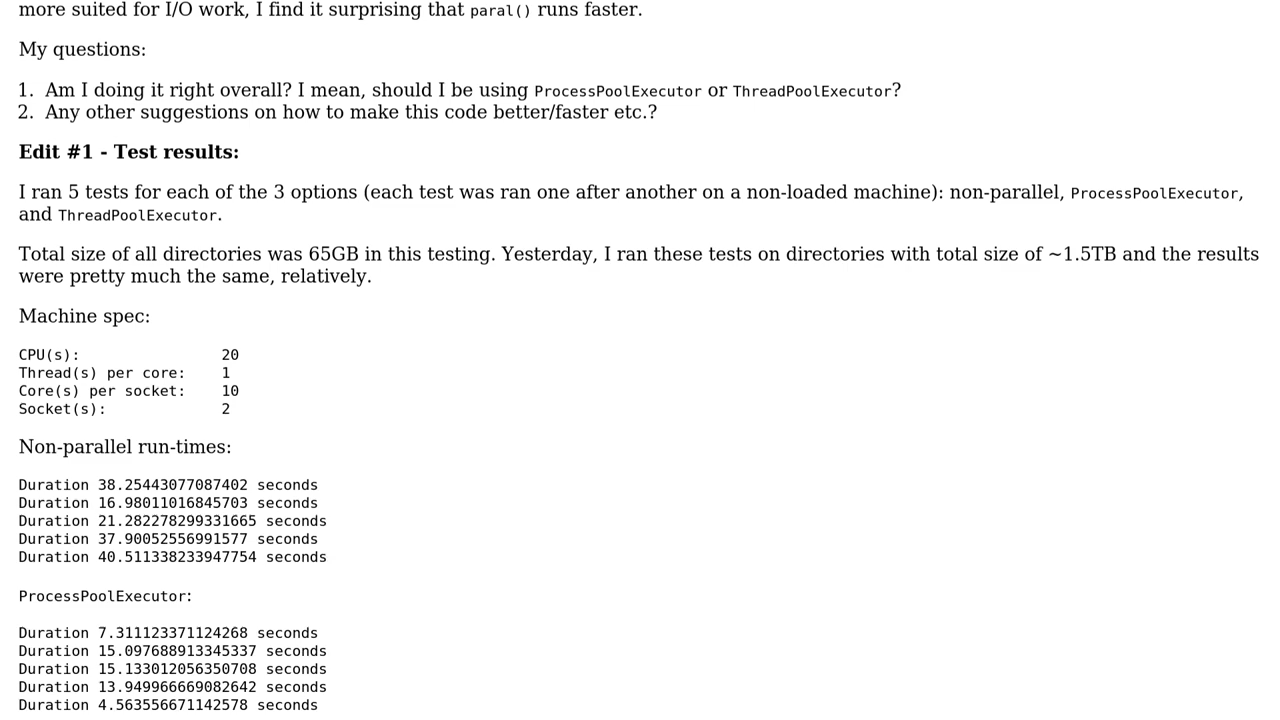 more suited for I/O work, I find it surprising that paral() runs faster.
My questions:
1. Am I doing it right overall? I mean, should I be using ProcessPoolExecutor or ThreadPoolExecutor?
2. Any other suggestions on how to make this code better/faster etc.?
Edit #1 - Test results:
I ran 5 tests for each of the 3 options (each test was ran one after another on a non-loaded machine): non-parallel, ProcessPoolExecutor,
and ThreadPoolExecutor.
Total size of all directories was 65GB in this testing. Yesterday, I ran these tests on directories with total size of ~1.5TB and the results
were pretty much the same, relatively.
Machine spec:
CPU(s): 20
Thread(s) per core: 1
Core(s) per socket: 10
Socket(s): 2
Non-parallel run-times:
Duration 38.25443077087402 seconds
Duration 16.98011016845703 seconds
Duration 21.282278299331665 seconds
Duration 37.90052556991577 seconds
Duration 40.511338233947754 seconds
ProcessPoolExecutor:
Duration 7.311123371124268 seconds
Duration 15.097688913345337 seconds
Duration 15.133012056350708 seconds
Duration 13.949966669082642 seconds
Duration 4.563556671142578 seconds